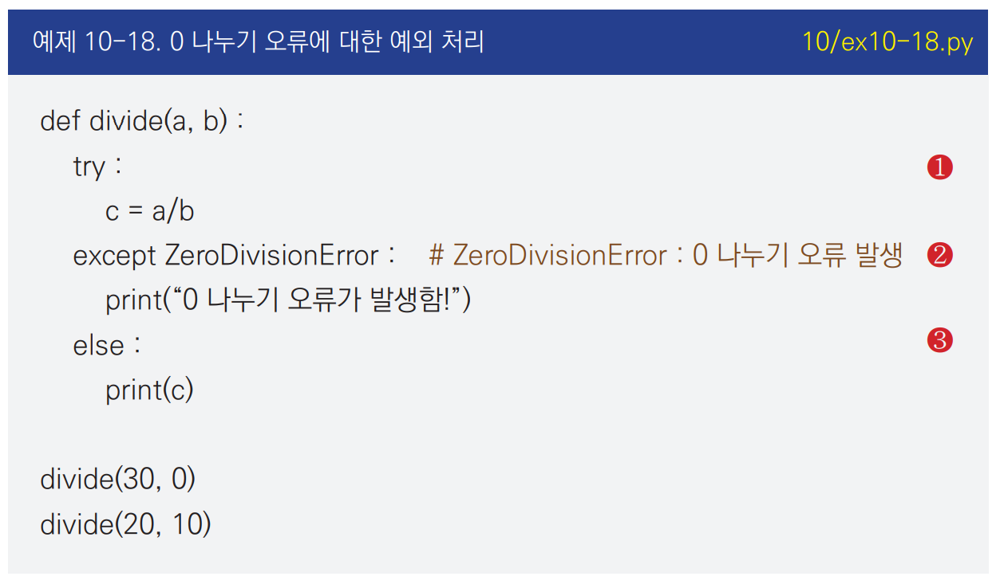 예제 10-18. 0 나누기 오류에 대한 예외 처리 10/ex10-18.py
def divide(a, b) :
try : ❶
c = a/b
except ZeroDivisionError : # ZeroDivisionError : 0 나누기 오류 발생 ❷
print(“0 나누기 오류가 발생함!”)
else : ❸
print(c)
divide(30, 0)
divide(20, 10)